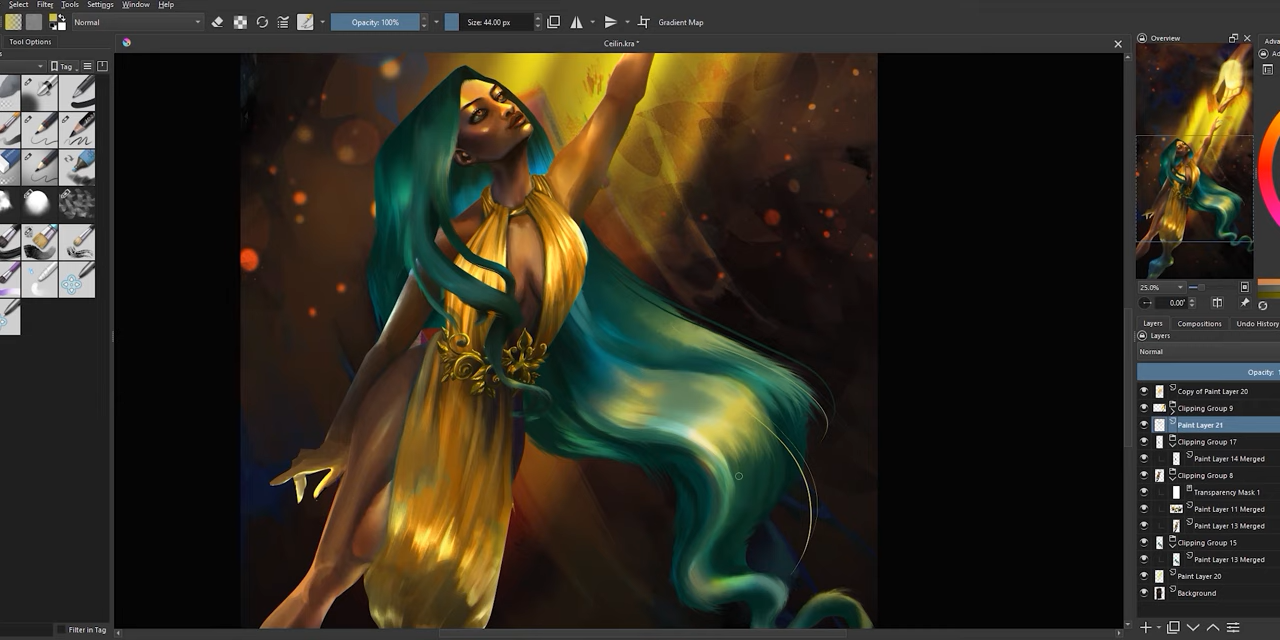 Select Filter Tools Settings Window Help
Normal Opacity: 100% Size: 44.00 px Gradient Map
Tool Options
Ceilin.kra *
Tag
Filter in Tag
Overview
25.0%
0.00°
Layers Compositions Undo History
Layers
Normal
Opacity:
Copy of Paint Layer 20
Clipping Group 9
Paint Layer 21
Clipping Group 17
Paint Layer 14 Merged
Clipping Group 8
Transparency Mask 1
Paint Layer 11 Merged
Paint Layer 13 Merged
Clipping Group 15
Paint Layer 13 Merged
Paint Layer 20
Background